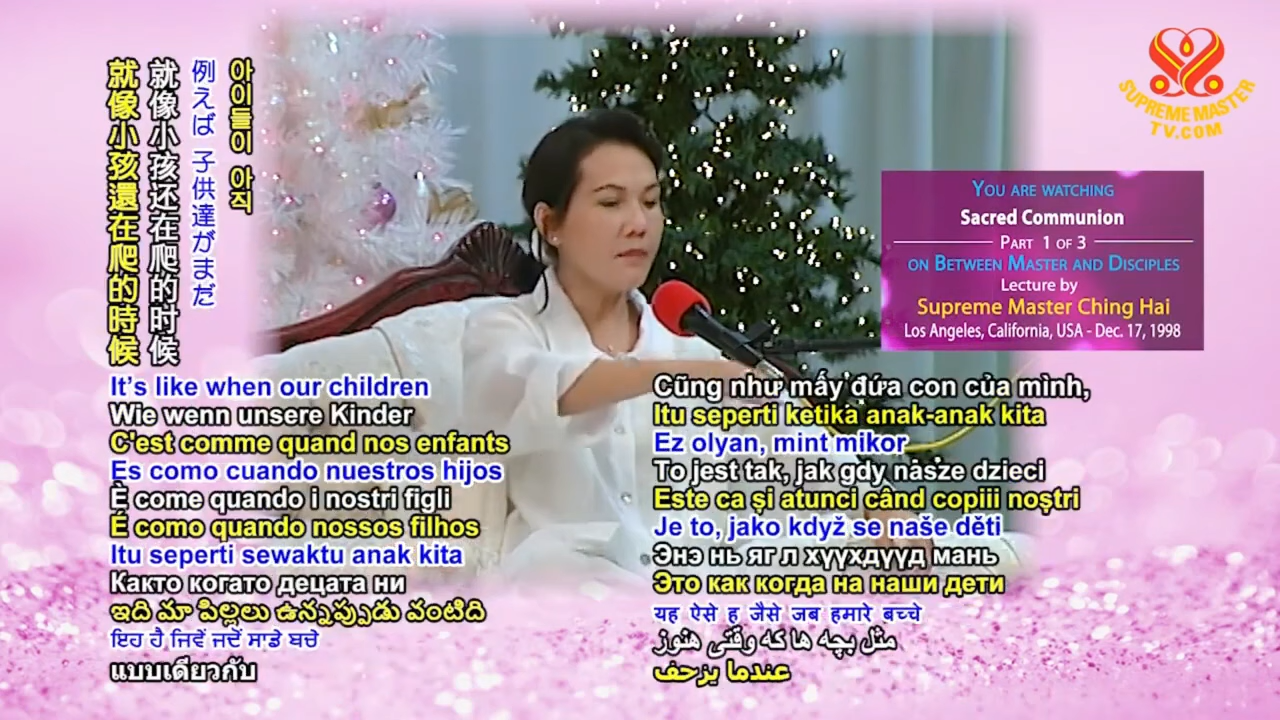 就像小孩還在爬的時候
就像小孩还在爬的时候
例えば 子供達がまだ
아이들이 아직
SUPREME MASTER
TV.COM
YOU ARE WATCHING
Sacred Communion
PART 1 OF 3
ON BETWEEN MASTER AND DISCIPLES
Lecture by
Supreme Master Ching Hai
Los Angeles, California, USA - Dec. 17, 1998
It's like when our children
Wie wenn unsere Kinder
C'est comme quand nos enfants
Es como cuando nuestros hijos
È come quando i nostri figli
É como quando nossos filhos
Itu seperti sewaktu anak kita
Както когато децата ни
ఇది మా పిల్లలు ఉన్నప్పుడు వంటిది
ਇਹ ਹੈ ਜਿਵੇਂ ਜਦੋਂ ਸਾਡੇ ਬਚੇ
แบบเดียวกับ
Cũng như mấy đứa con của mình,
Itu seperti ketika anak-anak kita
Ez olyan, mint mikor
To jest tak, jak gdy nasze dzieci
Este ca și atunci când copiii noștri
Je to, jako když se naše děti
Энэ нь яг л хүүхдүүд мань
Это как когда на наши дети
यह ऐसे ह जैसे जब हमारे बच्चे
مثل بچه ها که وقتی هنوز
عندما يزحف